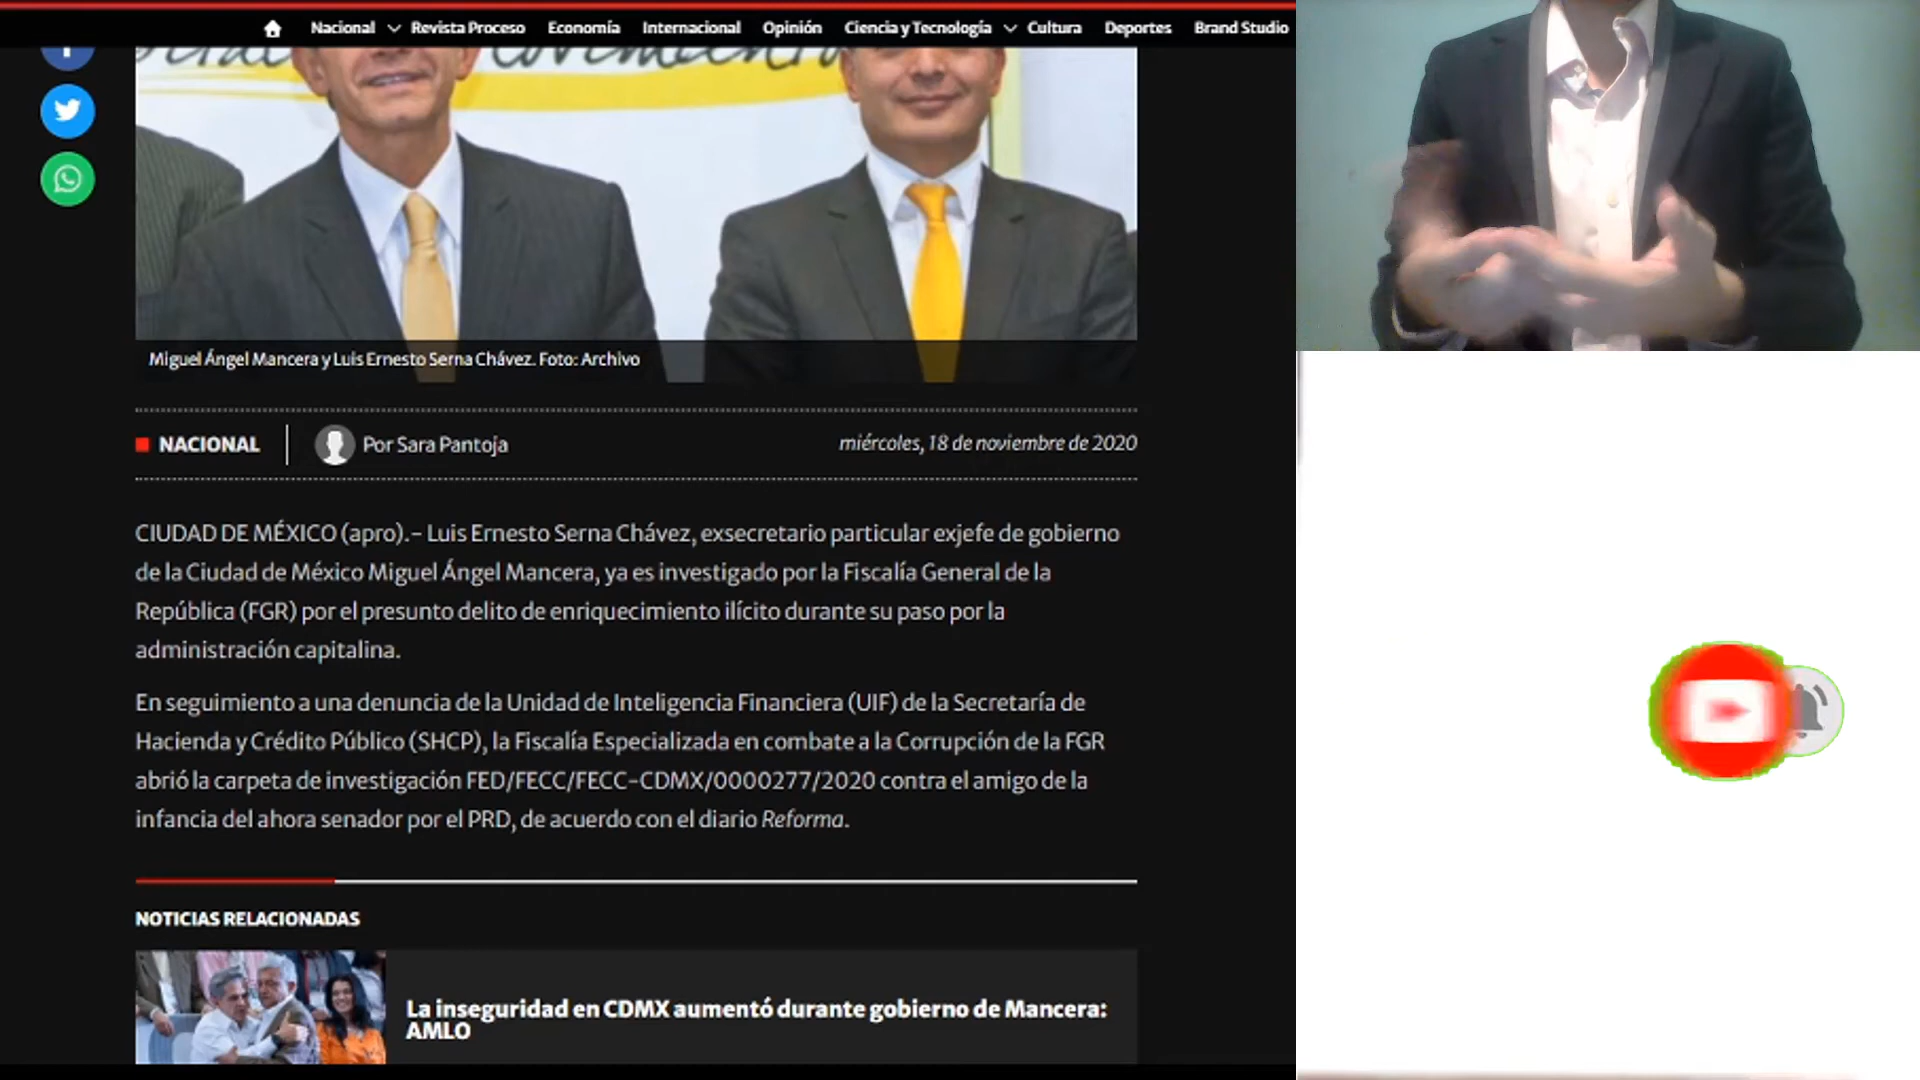 Nacional Revista Proceso Economía Internacional Opinión Ciencia y Tecnología Cultura Deportes Brand Studio
Miguel Ángel Mancera y Luis Ernesto Serna Chávez. Foto: Archivo
NACIONAL
Por Sara Pantoja
miércoles, 18 de noviembre de 2020
CIUDAD DE MÉXICO (apro).- Luis Ernesto Serna Chávez, exsecretario particular exjefe de gobierno
de la Ciudad de México Miguel Ángel Mancera, ya es investigado por la Fiscalía General de la
República (FGR) por el presunto delito de enriquecimiento ilícito durante su paso por la
administración capitalina.
En seguimiento a una denuncia de la Unidad de Inteligencia Financiera (UIF) de la Secretaría de
Hacienda y Crédito Público (SHCP), la Fiscalía Especializada en combate a la Corrupción de la FGR
abrió la carpeta de investigación FED/FECC/FECC-CDMX/0000277/2020 contra el amigo de la
infancia del ahora senador por el PRD, de acuerdo con el diario Reforma.
NOTICIAS RELACIONADAS
La inseguridad en CDMX aumentó durante gobierno de Mancera:
AMLO